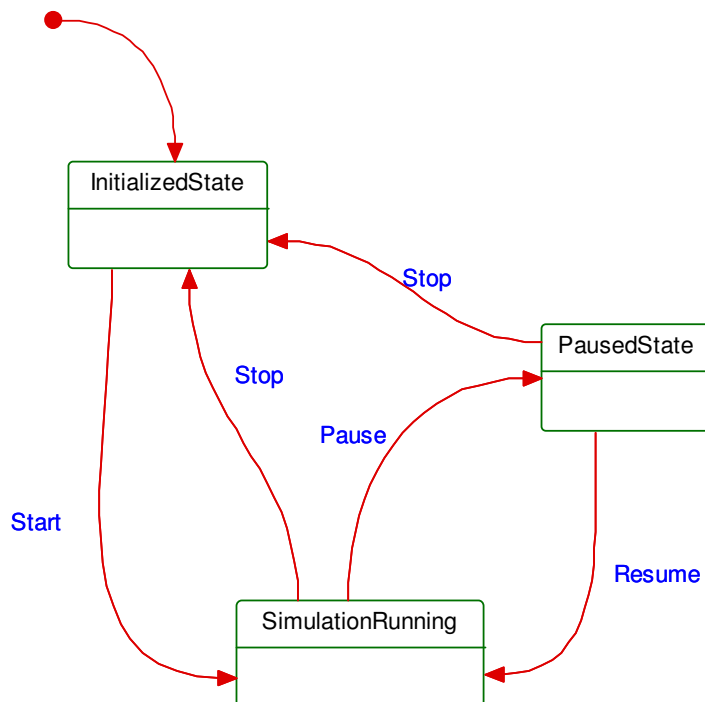 InitializedState
Stop
PausedState
Stop
Pause
Start
Resume
SimulationRunning